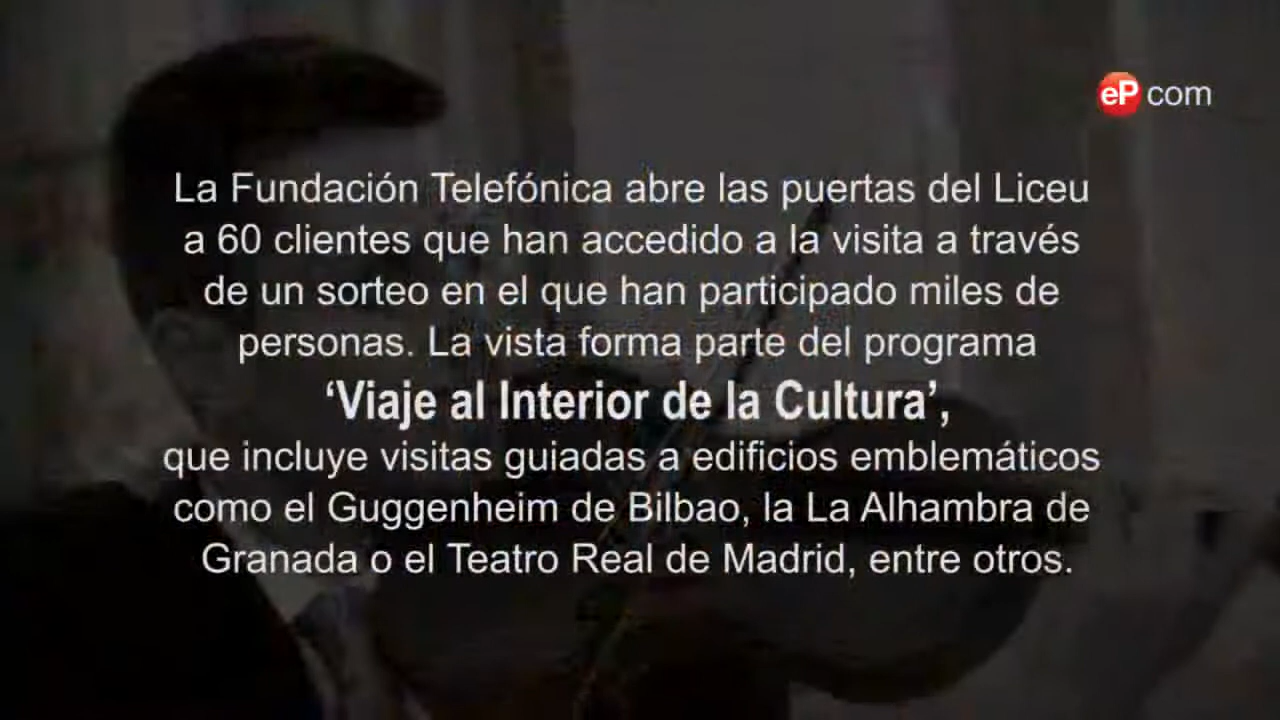 eP com
La Fundación Telefónica abre las puertas del Liceu
a 60 clientes que han accedido a la visita a través
de un sorteo en el que han participado miles de
personas. La vista forma parte del programa
‘Viaje al Interior de la Cultura’,
que incluye visitas guiadas a edificios emblemáticos
como el Guggenheim de Bilbao, la La Alhambra de
Granada o el Teatro Real de Madrid, entre otros.